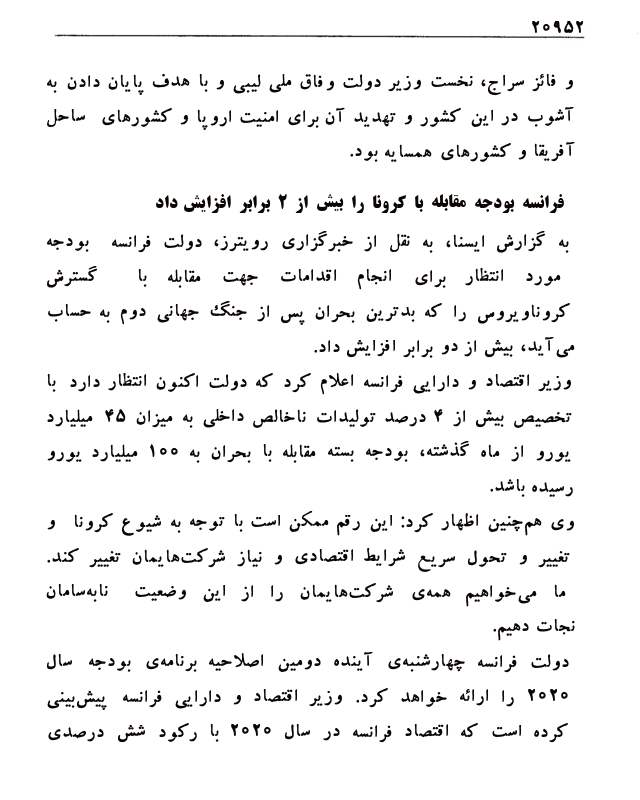 ۲۰۹۵۲
و فائز سراج، نخست وزیر دولت وفاق ملی لیبی و با هدف پایان دادن به
آشوب در این کشور و تهدید آن برای امنیت اروپا و کشورهای ساحل
آفریقا و کشورهای همسایه بود.
فرانسه بودجه مقابله با کرونا را بیش از ۲ برابر افزایش داد
به گزارش ایسنا، به نقل از خبرگزاری رویترز، دولت فرانسه بودجه
مورد انتظار برای انجام اقدامات جهت مقابله با گسترش
کروناویروس را که بدترین بحران پس از جنگ جهانی دوم به حساب
می‌آید، بیش از دو برابر افزایش داد.
وزیر اقتصاد و دارایی فرانسه اعلام کرد که دولت اکنون انتظار دارد با
تخصیص بیش از ۴ درصد تولیدات ناخالص داخلی به میزان ۴۵ میلیارد
یورو از ماه گذشته، بودجه بسته مقابله با بحران به ۱۰۰ میلیارد یورو
رسیده باشد.
وی هم‌چنین اظهار کرد: این رقم ممکن است با توجه به شیوع کرونا و
تغییر و تحول سریع شرایط اقتصادی و نیاز شرکت‌هایمان تغییر کند.
ما می‌خواهیم همه‌ی شرکت‌هایمان را از این وضعیت نابه‌سامان
نجات دهیم.
دولت فرانسه چهارشنبه‌ی آینده دومین اصلاحیه برنامه‌ی بودجه سال
۲۰۲۰ را ارائه خواهد کرد. وزیر اقتصاد و دارایی فرانسه پیش‌بینی
کرده است که اقتصاد فرانسه در سال ۲۰۲۰ با رکود شش درصدی